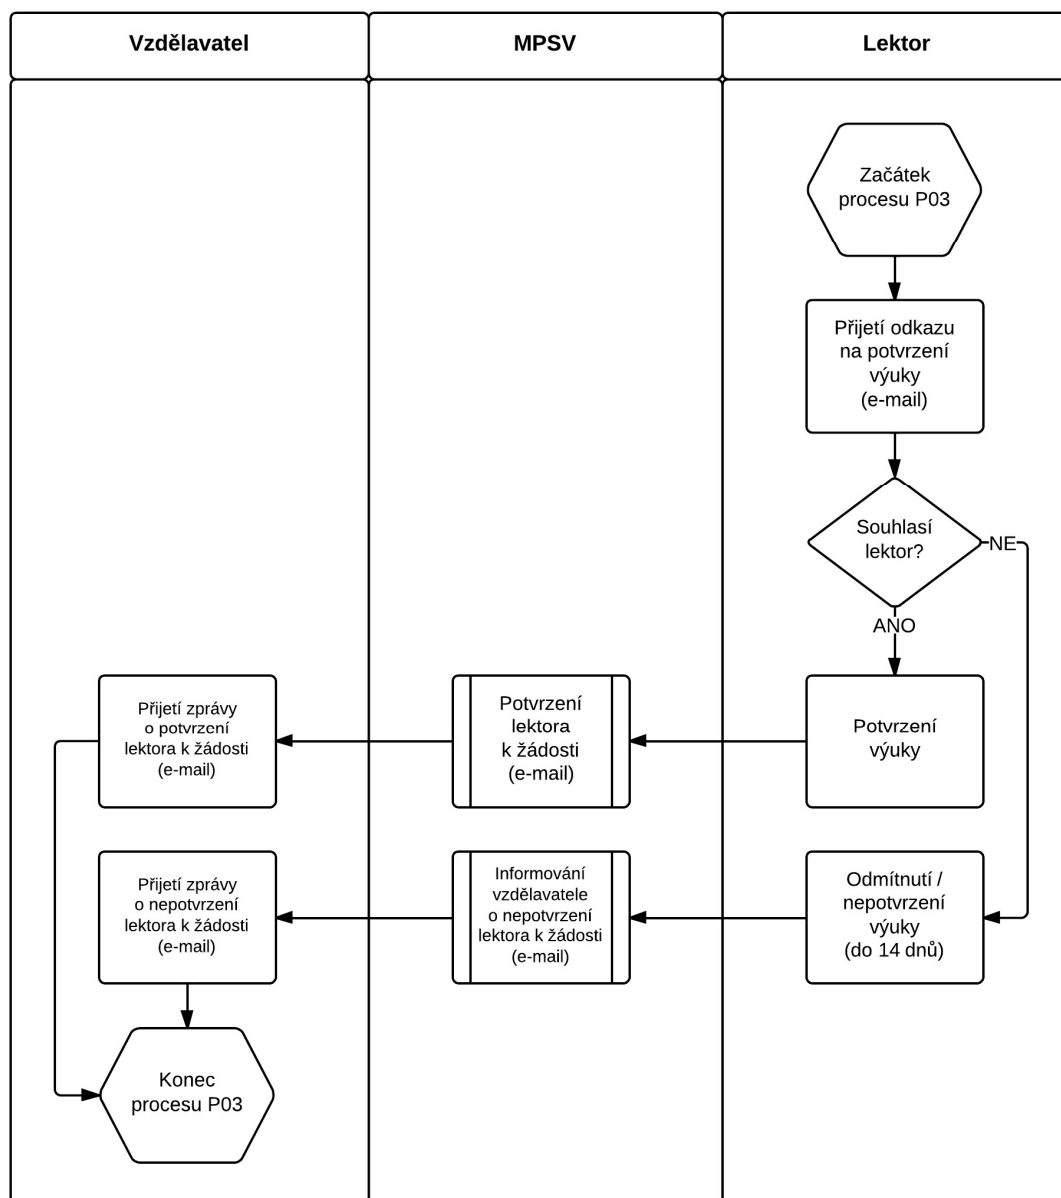 Vzdělavatel
MPSV
Lektor
Začátek
procesu P03
Přijetí odkazu
na potvrzení
výuky
(e-mail)
Souhlasí
lektor?
NE
ANO
Přijetí zprávy
o potvrzení
lektora k žádosti
(e-mail)
Potvrzení
lektora
k žádosti
(e-mail)
Potvrzení
výuky
Přijetí zprávy
o nepotvrzení
lektora k žádosti
(e-mail)
Informování
vzdělavatele
o nepotvrzení
lektora k žádosti
(e-mail)
Odmítnutí /
nepotvrzení
výuky
(do 14 dnů)
Konec
procesu P03